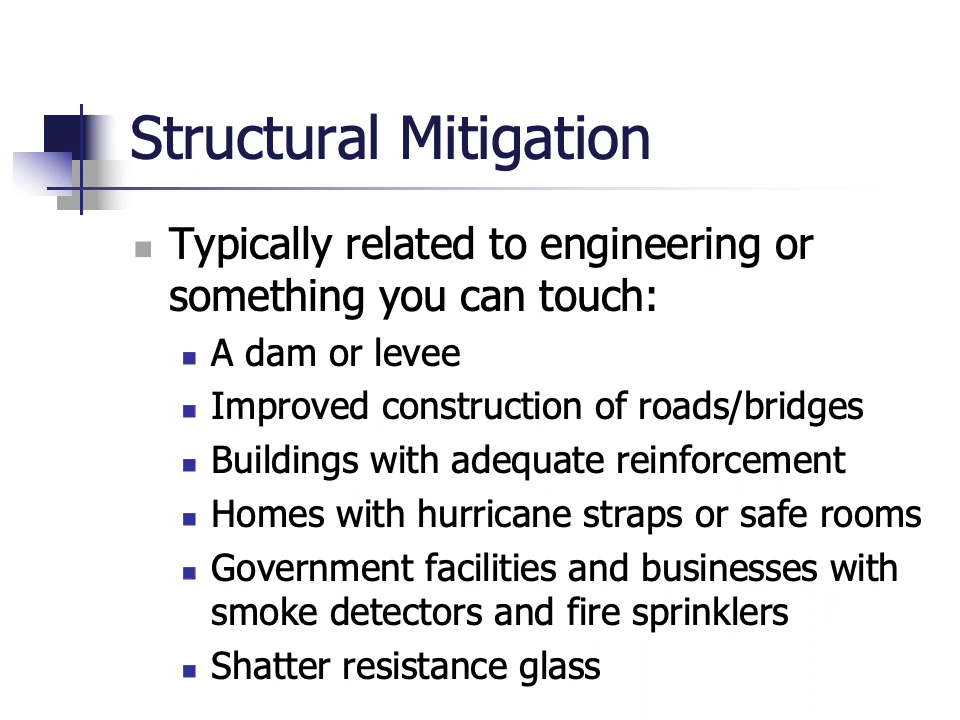 Structural Mitigation
Typically related to engineering or
something you can touch:
A dam or levee
Improved construction of roads/bridges
Buildings with adequate reinforcement
Homes with hurricane straps or safe rooms
Government facilities and businesses with
smoke detectors and fire sprinklers
Shatter resistance glass